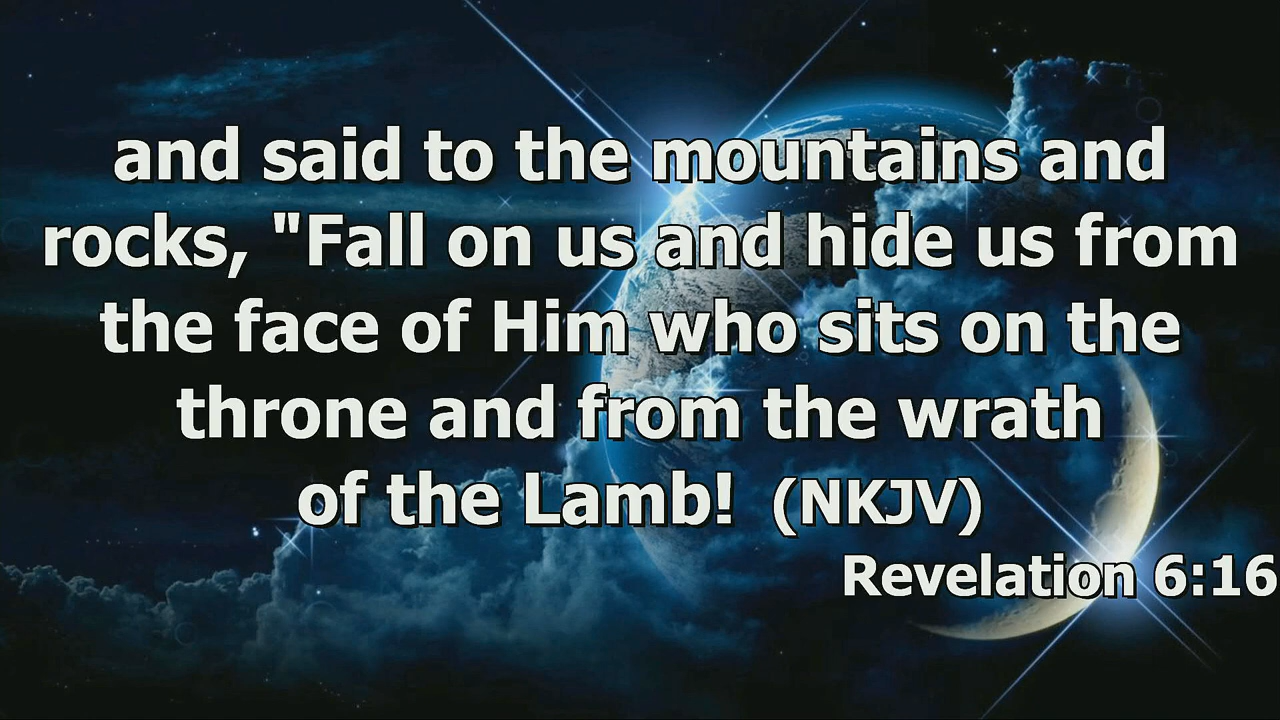 and said to the mountains and
rocks, "Fall on us and hide us from
the face of Him who sits on the
throne and from the wrath
of the Lamb! (NKJV)
Revelation 6:16